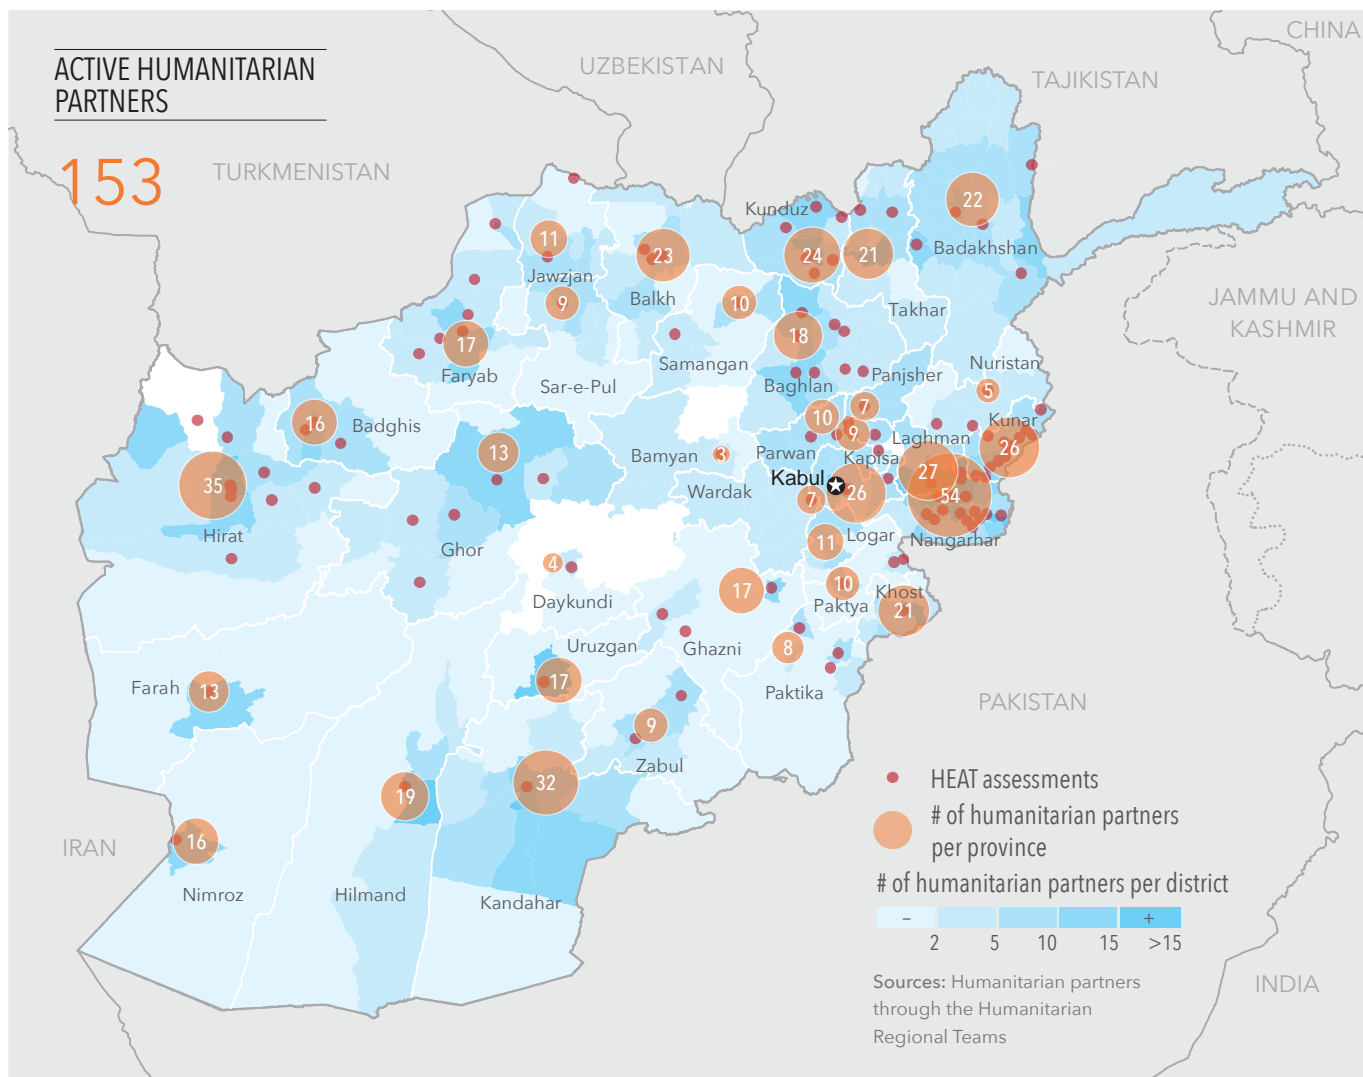 ACTIVE HUMANITARIAN
PARTNERS
153
CHINA
UZBEKISTAN
TAJIKISTAN
TURKMENISTAN
22
Kunduz
11
23
24
21
Badakhshan
Jawzjan
9
Balkh
10
Takhar
JAMMU AND
KASHMIR
17
18
Samangan
Nuristan
Faryab
Sar-e-Pul
Baghlan
Panjsher
5
16
Badghis
10
7
Kunar
9
Laghman
26
13
Bamyan
3
Parwan
Kapisa
27
35
Wardak
Kabul
7
26
54
Hirat
Ghor
11
Logar
Nangarhar
4
17
10
Khost
Daykundi
Paktya
21
Uruzgan
Ghazni
8
Farah
13
17
Paktika
9
PAKISTAN
Zabul
19
32
HEAT assessments
# of humanitarian partners
per province
16
IRAN
Nimroz
Hilmand
Kandahar
# of humanitarian partners per district
– +
2 5 10 15 >15
Sources: Humanitarian partners
through the Humanitarian
Regional Teams
INDIA